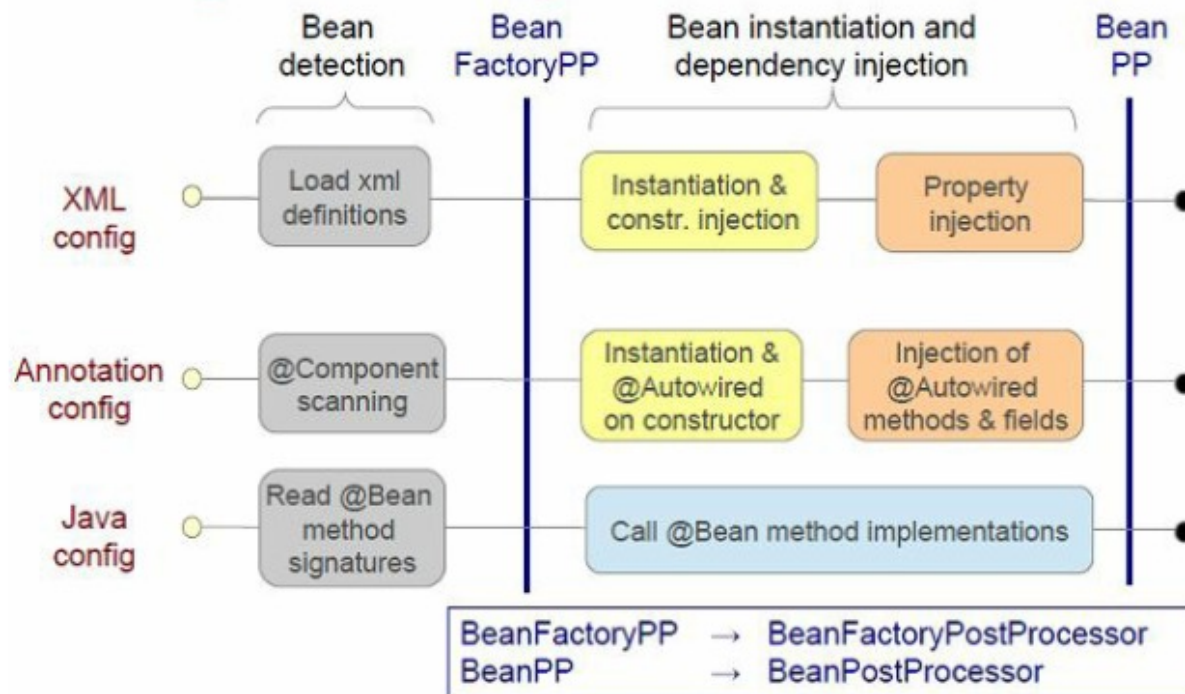 Bean
detection
Bean
FactoryPP
Bean instantiation and
dependency injection
Bean
PP
XML
config
Load xml
definitions
Instantiation &
constr. injection
Property
injection
Annotation
config
@Component
scanning
Instantiation &
@Autowired
on constructor
Injection of
@Autowired
methods & fields
Java
config
Read @Bean
method
signatures
Call @Bean method implementations
BeanFactoryPP → BeanFactoryPostProcessor
BeanPP → BeanPostProcessor